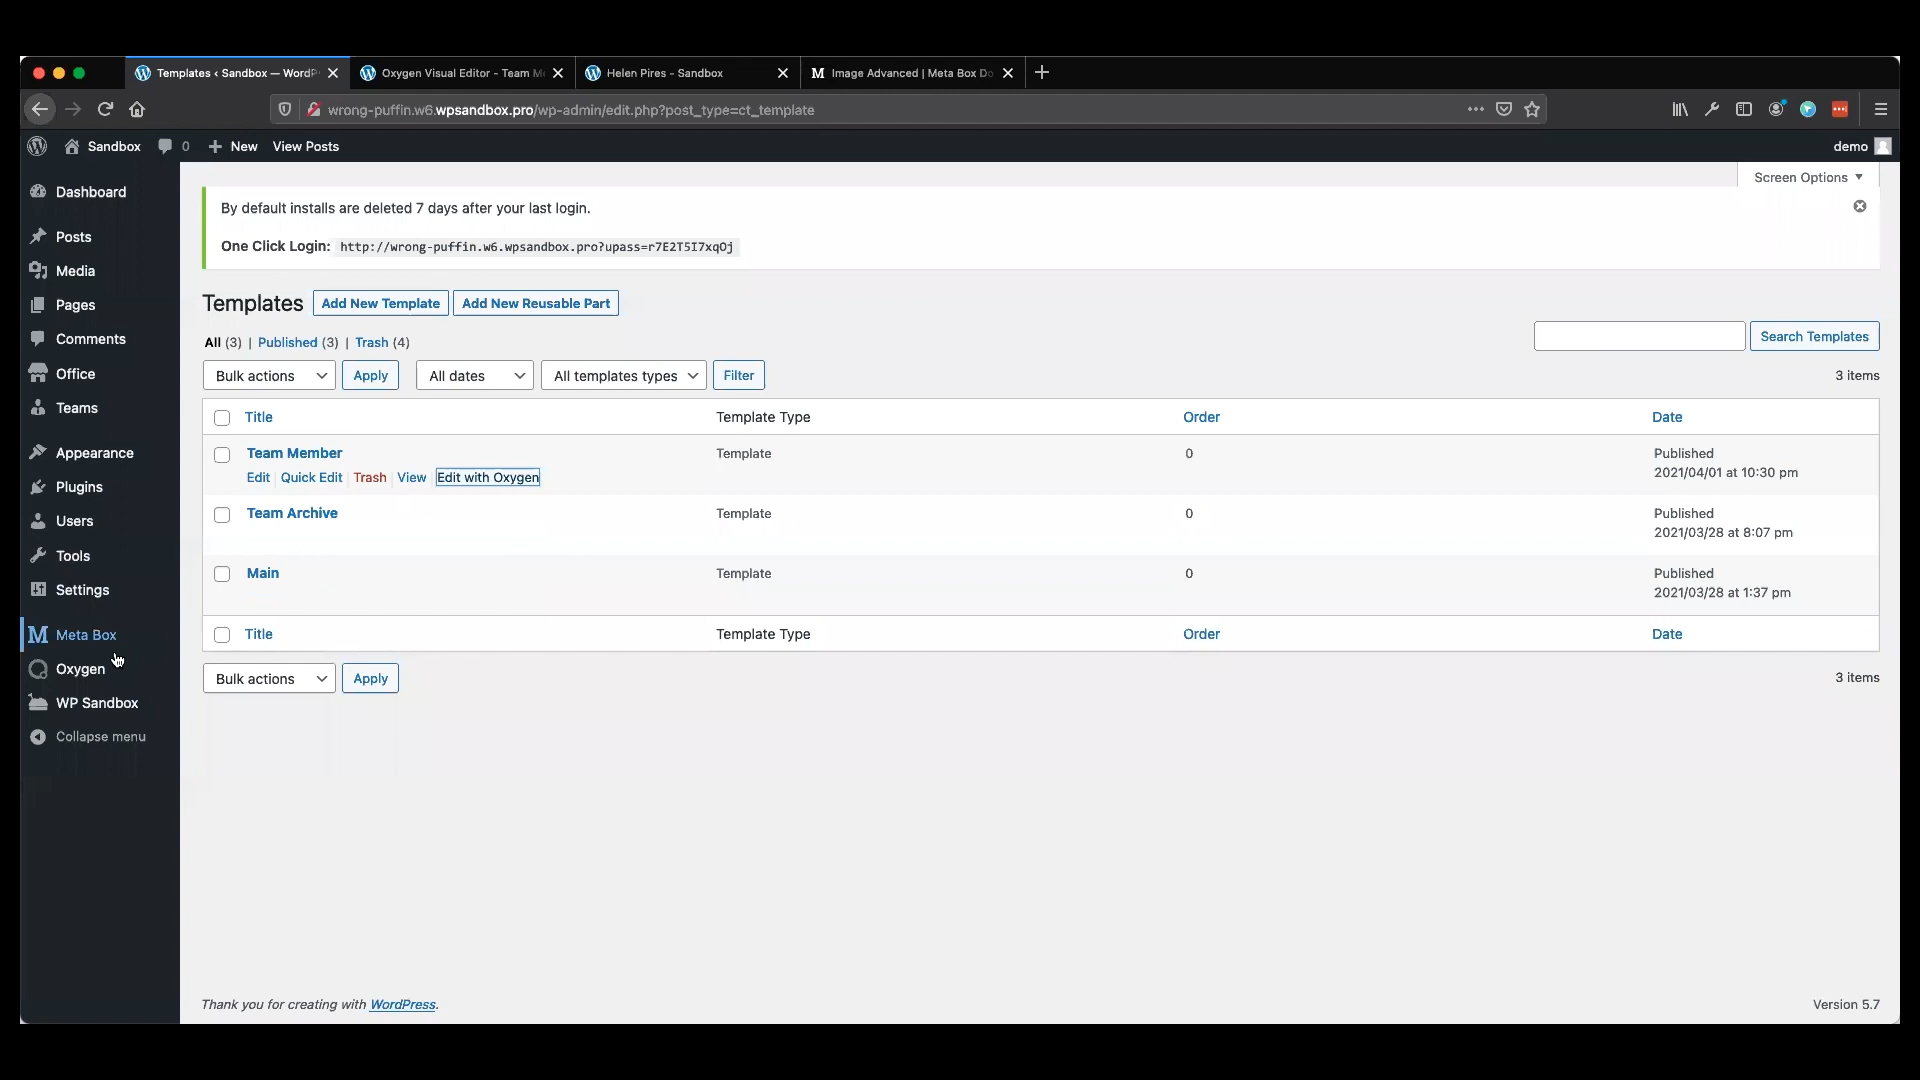 Templates ‹ Sandbox — WordP
Oxygen Visual Editor - Team M
Helen Pires - Sandbox
Image Advanced | Meta Box Do
wrong-puffin.w6.wpsandbox.pro/wp-admin/edit.php?post_type=ct_template
Sandbox
0
New
View Posts
demo
Screen Options
Dashboard
Posts
Media
Pages
Comments
Office
Teams
Appearance
Plugins
Users
Tools
Settings
Meta Box
Oxygen
WP Sandbox
Collapse menu
By default installs are deleted 7 days after your last login.
One Click Login: http://wrong-puffin.w6.wpsandbox.pro?upass=r7E2T5I7xqOj
Templates Add New Template Add New Reusable Part
All (3) | Published (3) | Trash (4)
Search Templates
Bulk actions Apply All dates All templates types Filter
3 items
Title Template Type Order Date
Team Member Template 0 Published
Edit | Quick Edit | Trash | View | Edit with Oxygen 2021/04/01 at 10:30 pm
Team Archive Template 0 Published
2021/03/28 at 8:07 pm
Main Template 0 Published
2021/03/28 at 1:37 pm
Title Template Type Order Date
Bulk actions Apply 3 items
Thank you for creating with WordPress.
Version 5.7